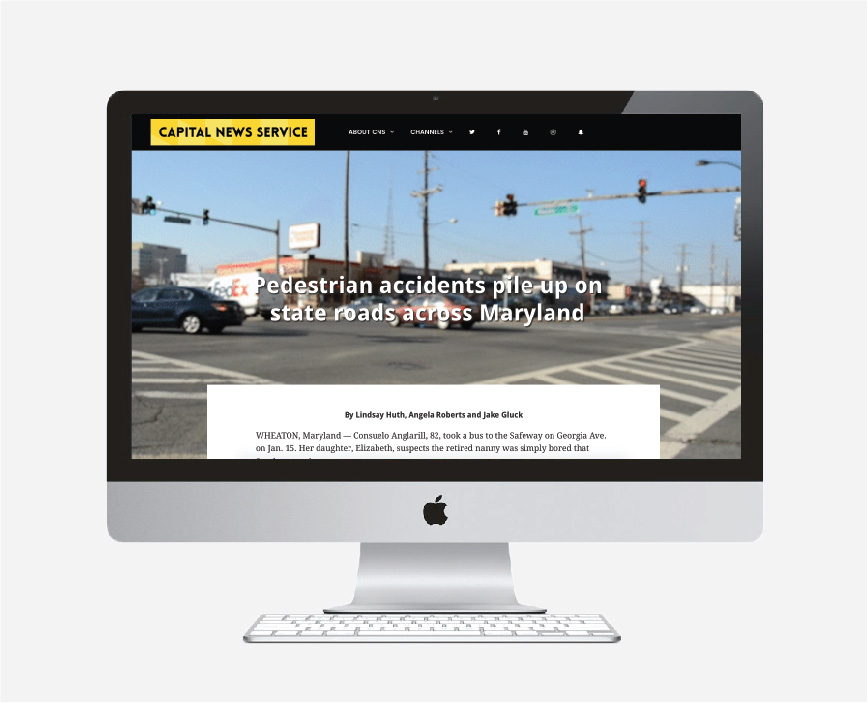 CAPITAL NEWS SERVICE
ABOUT CNS
CHANNELS
FedEx
Pedestrian accidents pile up on
state roads across Maryland
By Lindsay Huth, Angela Roberts and Jake Gluck
WHEATON, Maryland — Consuelo Anglarill, 82, took a bus to the Safeway on Georgia Ave.
on Jan. 15. Her daughter, Elizabeth, suspects the retired nanny was simply bored that